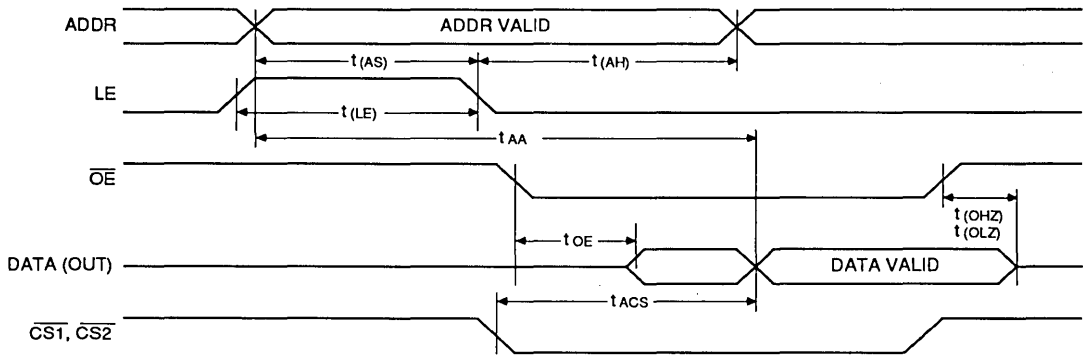 ADDR
ADDR VALID
t (AS)
t (AH)
LE
t (LE)
t AA
OE
t (OHZ)
t (OLZ)
t OE
DATA (OUT)
DATA VALID
t ACS
CS1, CS2